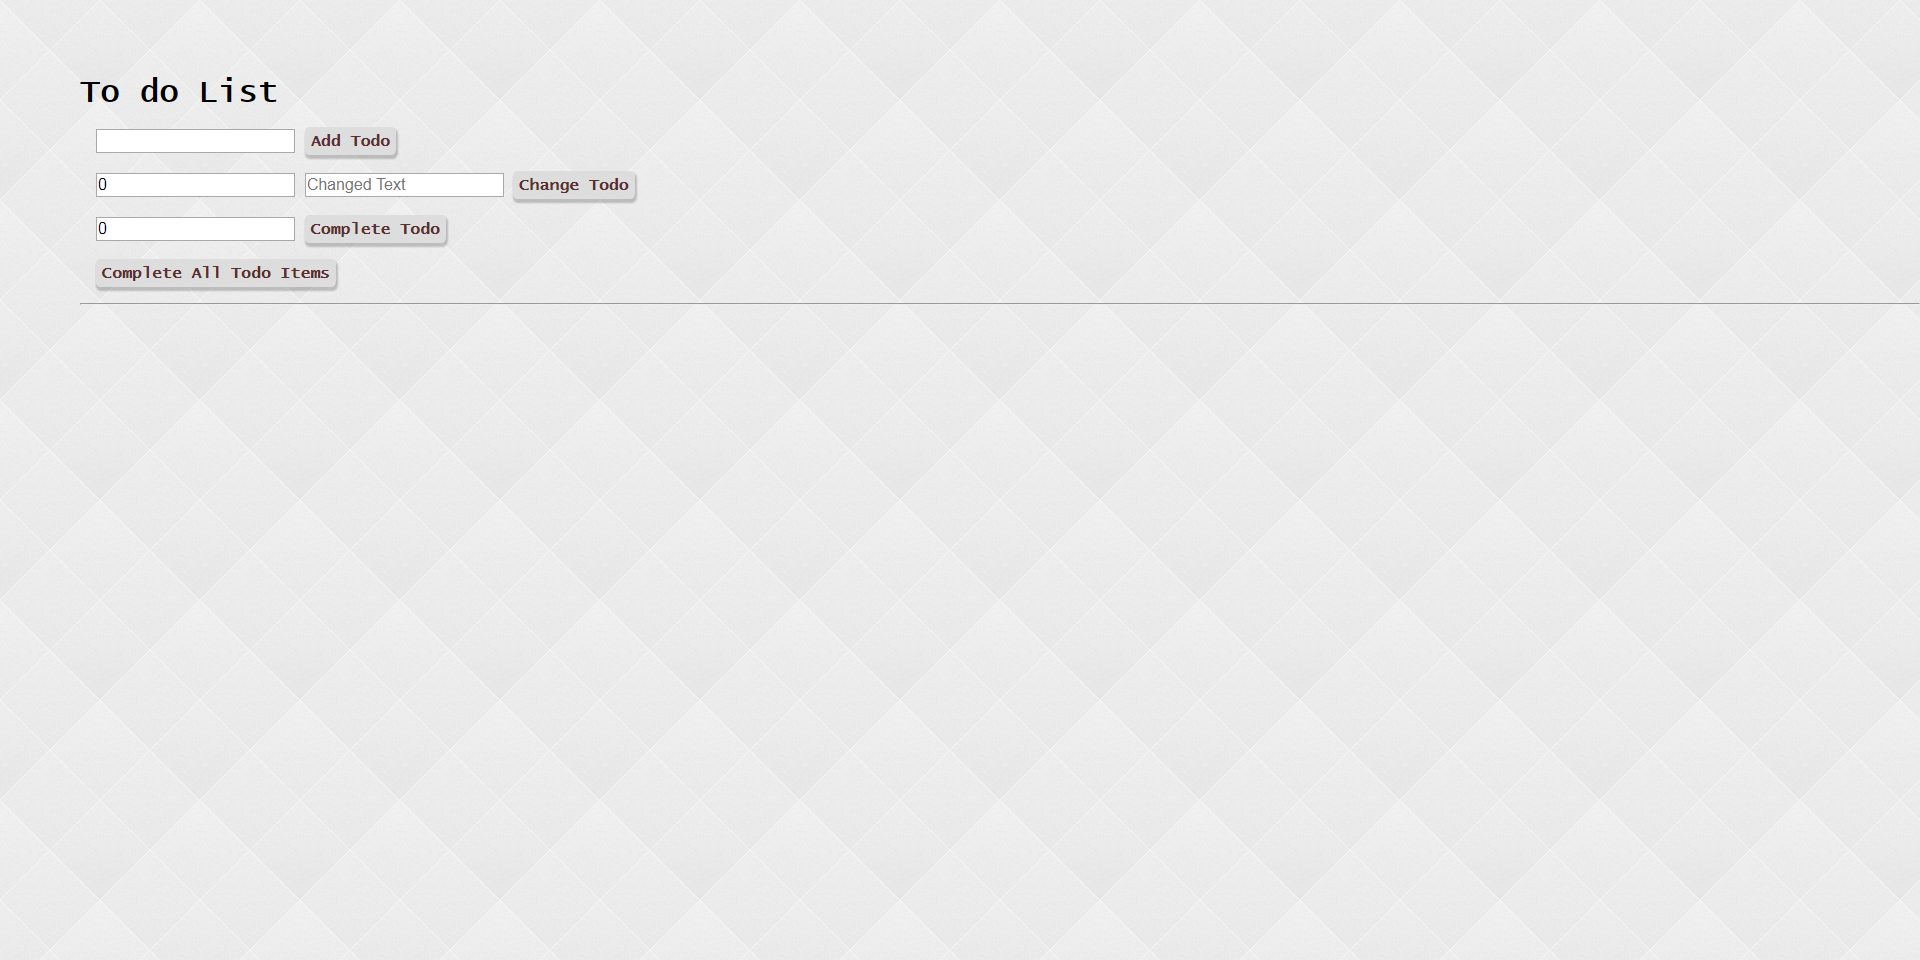 To do List
Add Todo
0 Changed Text Change Todo
0 Complete Todo
Complete All Todo Items